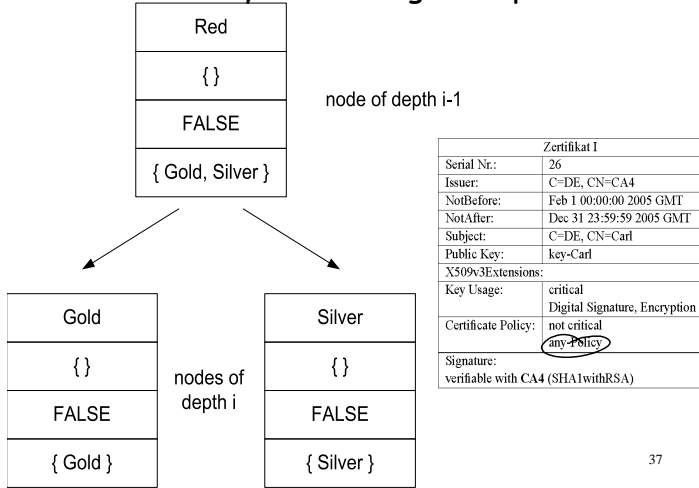 Red
{ }
FALSE
{ Gold, Silver }
node of depth i-1
Zertifikat I
Serial Nr.: 26
Issuer: C=DE, CN=CA4
NotBefore: Feb 1 00:00:00 2005 GMT
NotAfter: Dec 31 23:59:59 2005 GMT
Subject: C=DE, CN=Carl
Public Key: key-Carl
X509v3Extensions:
Key Usage: critical
Digital Signature, Encryption
Certificate Policy: not critical
any-Policy
Signature:
verifiable with CA4 (SHA1withRSA)
Gold
{ }
FALSE
{ Gold }
nodes of
depth i
Silver
{ }
FALSE
{ Silver }
37